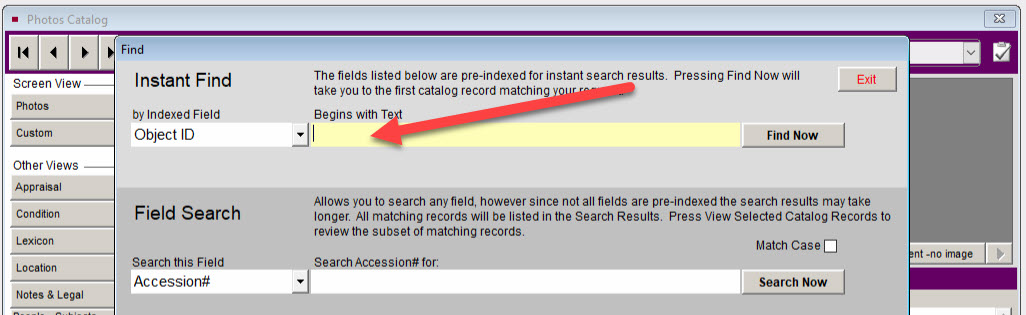 Photos Catalog
Find
Screen View
Photos
Custom
Other Views
Appraisal
Condition
Lexicon
Location
Notes & Legal
Instant Find
The fields listed below are pre-indexed for instant search results. Pressing Find Now will
take you to the first catalog record matching your
Exit
by Indexed Field
Begins with Text
Object ID
Find Now
Field Search
Allows you to search any field, however since not all fields are pre-indexed the search results may take
longer. All matching records will be listed in the Search Results. Press View Selected Catalog Records to
review the subset of matching records.
Match Case
Search this Field
Search Accession# for:
Accession#
Search Now
ent -no image